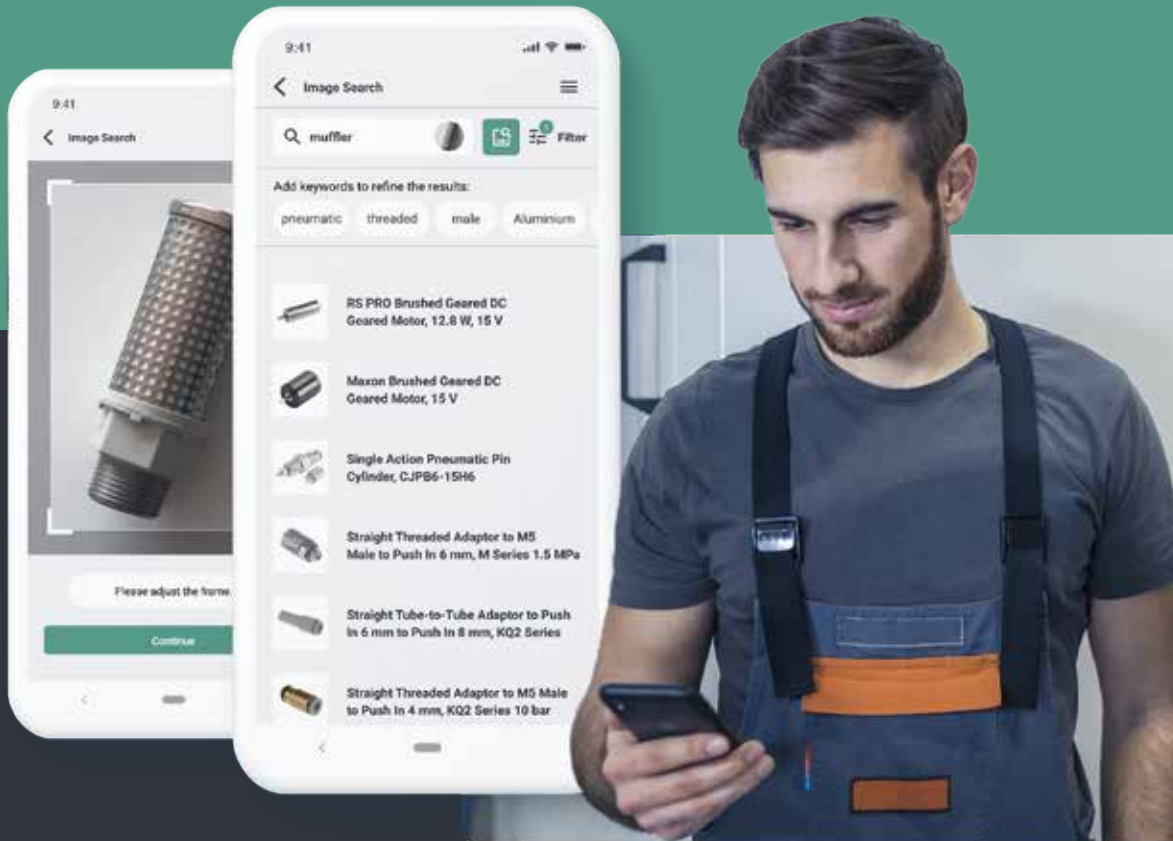 9:41
Image Search
Please adjust the frame.
Continue
9:41
Image Search
muffler
Filter
Add keywords to refine the results:
pneumatic threaded male Aluminium
RS PRO Brushed Geared DC
Geared Motor, 12.8 W, 15 V
Maxon Brushed Geared DC
Geared Motor, 15 V
Single Action Pneumatic Pin
Cylinder, CJPB6-15H6
Straight Threaded Adaptor to M5
Male to Push In 6 mm, M Series 1.5 MPa
Straight Tube-to-Tube Adaptor to Push
In 6 mm to Push In 8 mm, KQ2 Series
Straight Threaded Adaptor to M5 Male
to Push In 4 mm, KQ2 Series 10 bar